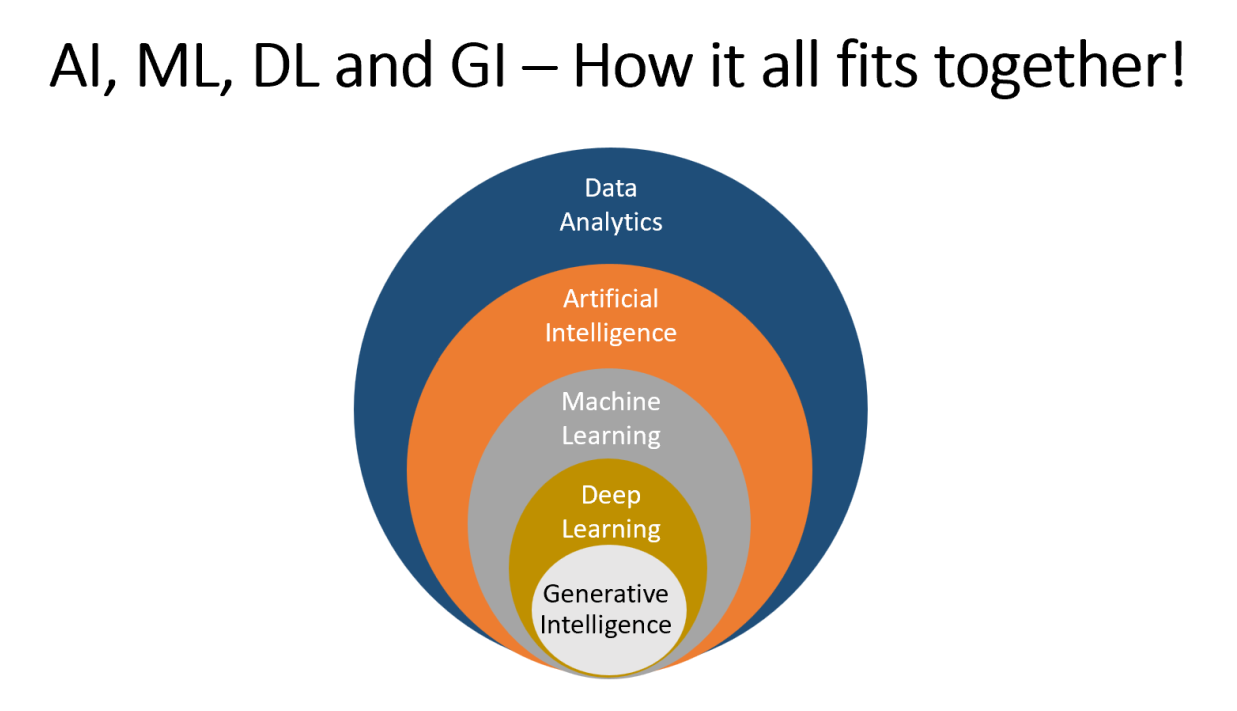 AI, ML, DL and GI – How it all fits together!
Data
Analytics
Artificial
Intelligence
Machine
Learning
Deep
Learning
Generative
Intelligence